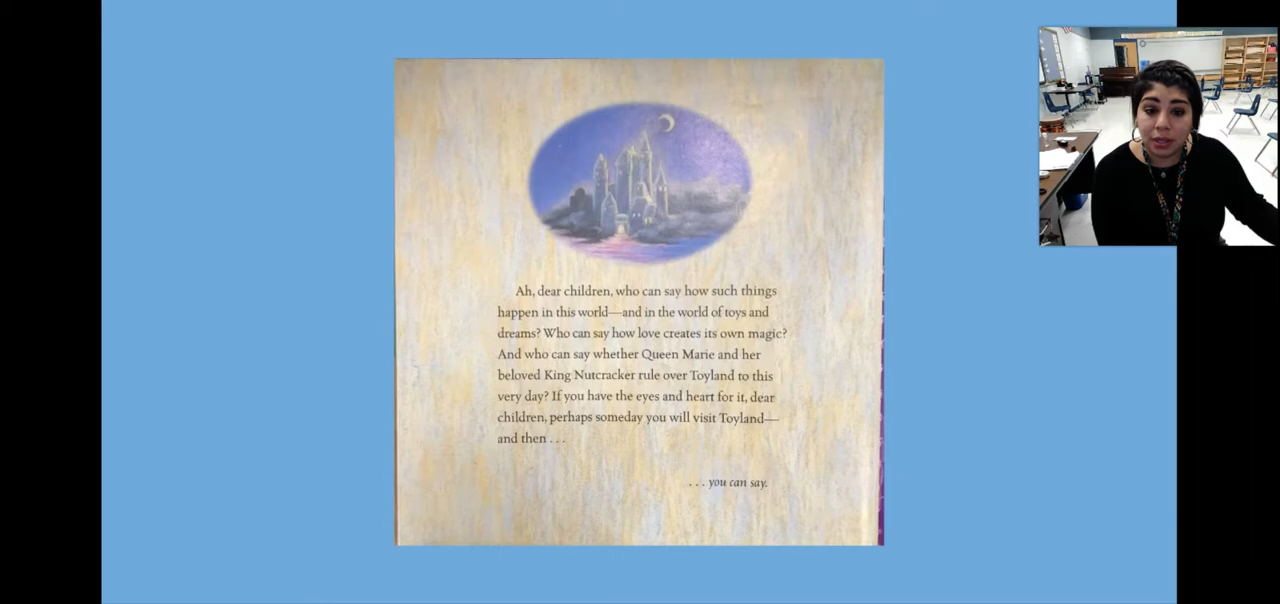 Ah, dear children, who can say how such things
happen in this world—and in the world of toys and
dreams? Who can say how love creates its own magic?
And who can say whether Queen Marie and her
beloved King Nutcracker rule over Toyland to this
very day? If you have the eyes and heart for it, dear
children, perhaps someday you will visit Toyland—
and then . . .
. . . you can say.